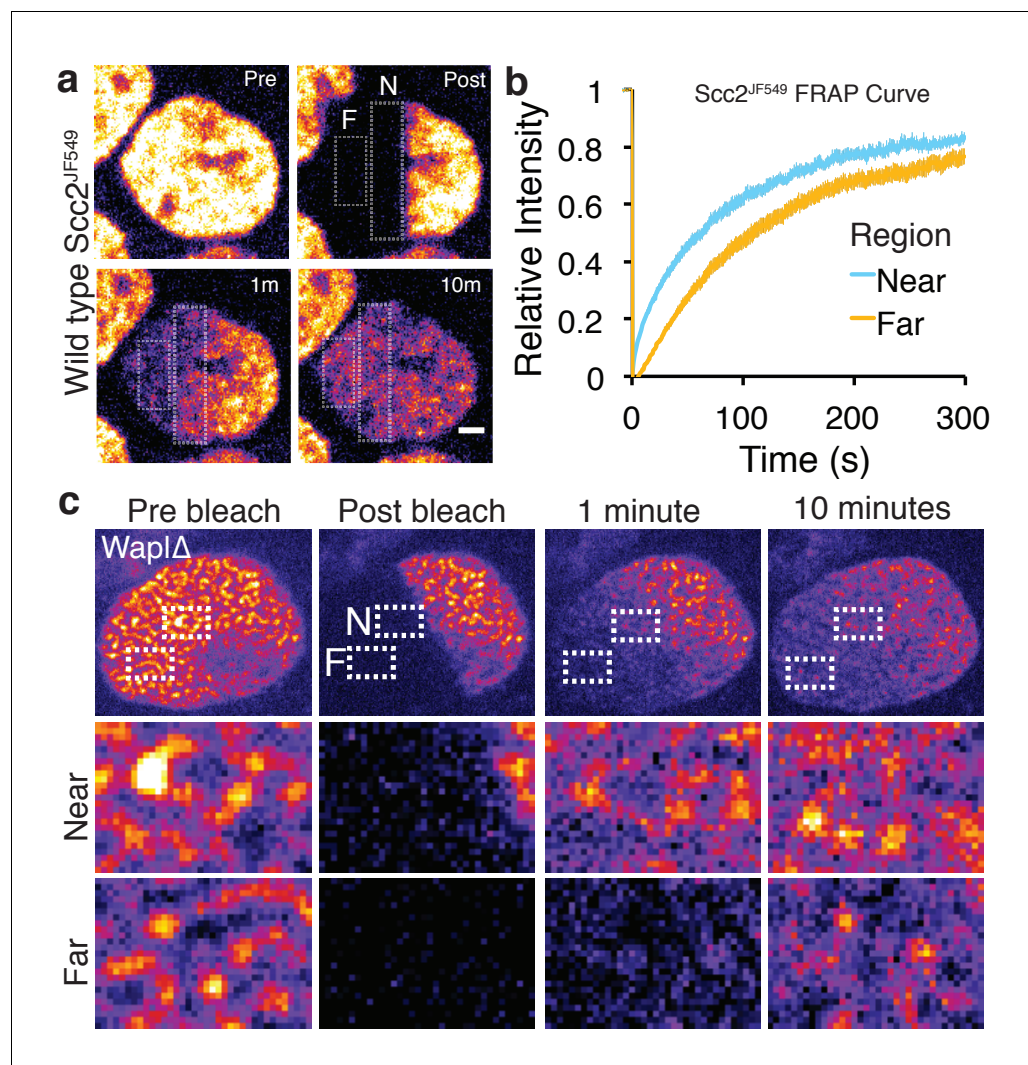 a
Wild type Scc2JF549
Pre
Post
N
F
1m
10m
b
Scc2JF549 FRAP Curve
Relative Intensity
1
0.8
0.6
0.4
0.2
0
0 100 200 300
Time (s)
Region
Near
Far
c
Pre bleach Post bleach 1 minute 10 minutes
WaplΔ
N
F
Near
Far